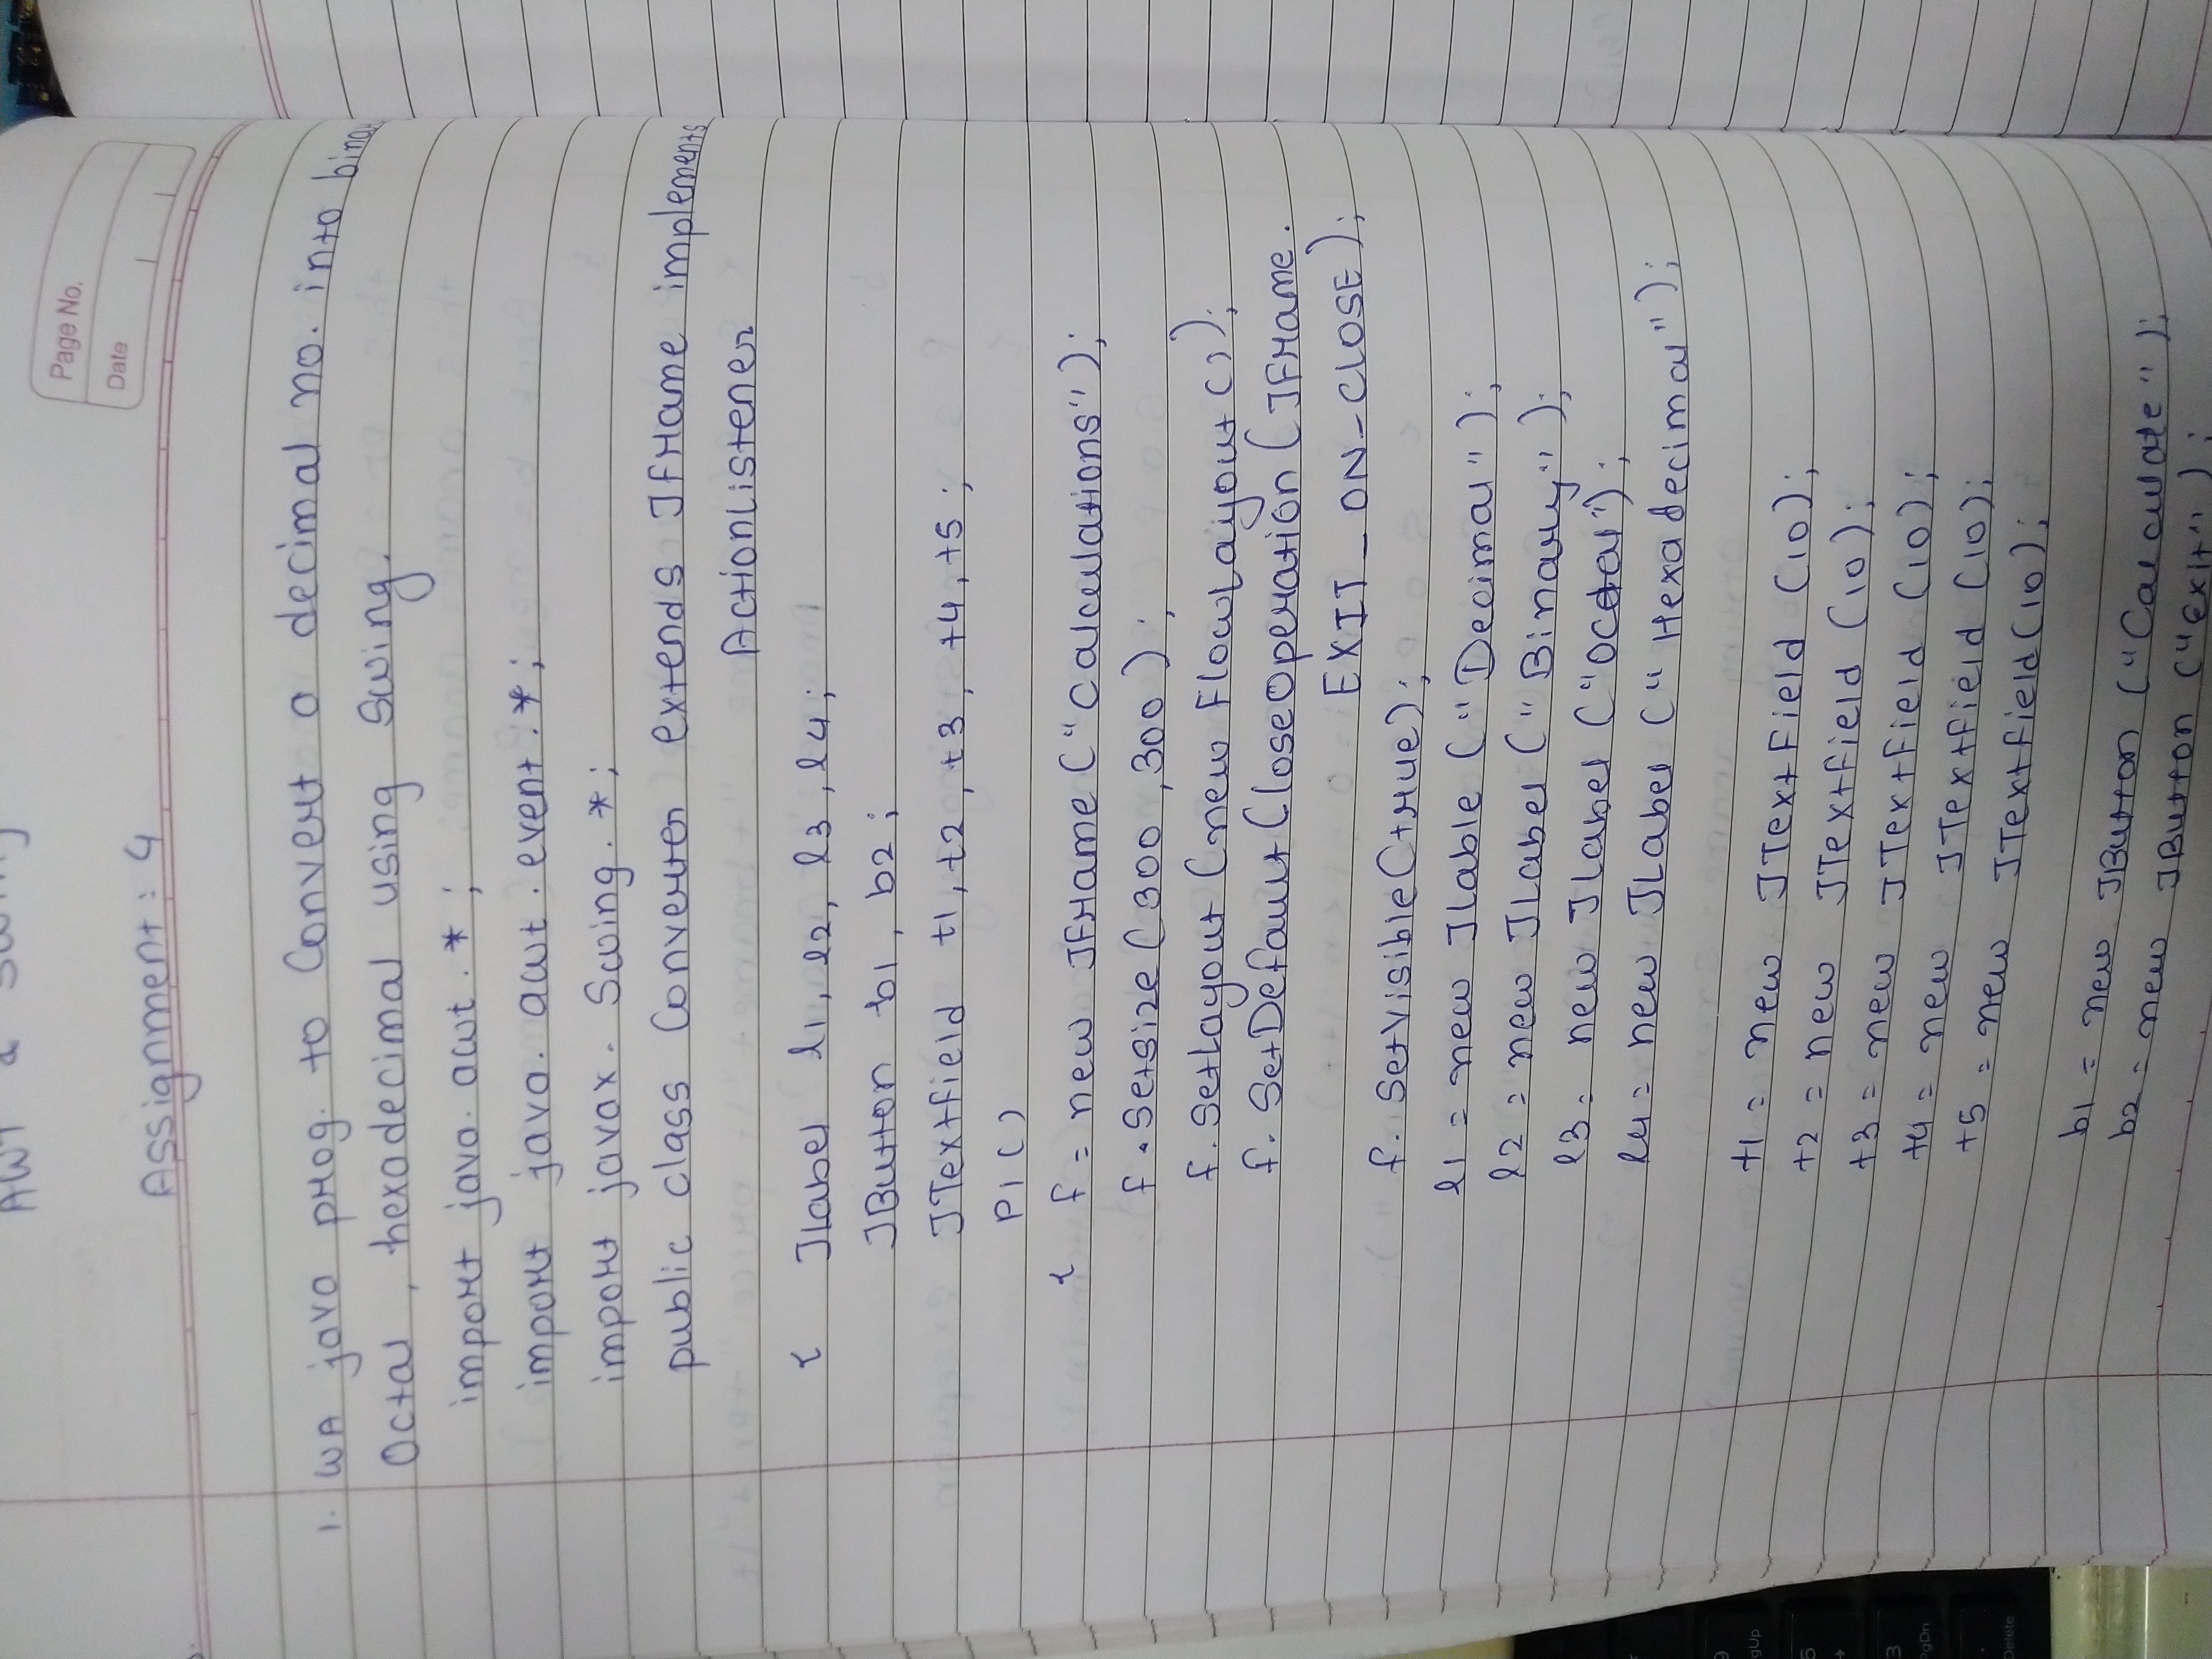 AWT & Swing
Page No.
Date
Assignment: 4
1. WA java prog. to Convert a decimal no. into binary
Octal, hexadecimal using Swing.
import java.awt.*;
import java.awt.event.*;
import javax.Swing.*;
public class Converter extends JFrame implements
ActionListener
{ JLabel l1, l2, l3, l4;
JButton b1, b2;
JTextfield t1, t2, t3, t4, t5;
P1()
{ f = new JFrame ("Calculations");
f.Setsize (300, 300);
f.SetLayout (new FlowLayout());
f.SetDefaultCloseOperation (JFrame.
EXIT_ON_CLOSE);
f.SetVisible(true);
l1 = new JLable ("Decimal");
l2 = new JLabel ("Binary");
l3 = new JLabel ("Octal");
l4 = new JLabel ("Hexadecimal");
t1 = new JTextField (10);
t2 = new JTextfield (10);
t3 = new JTextfield (10);
t4 = new JTextfield (10);
t5 = new JTextfield(10);
b1 = new JButton ("Calculate");
b2 = new JButton ("Exit");
gUp
PgDn
Delete